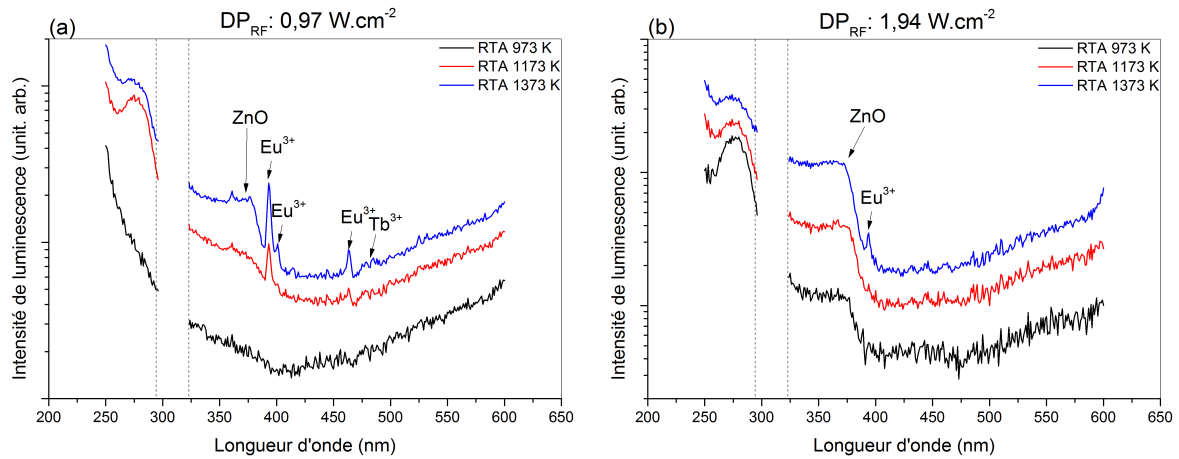 (a)
DP_RF: 0,97 W.cm⁻²
RTA 973 K
RTA 1173 K
RTA 1373 K
ZnO
Eu³⁺
Eu³⁺
Eu³⁺
Tb³⁺
Intensité de luminescence (unit. arb.)
200 250 300 350 400 450 500 550 600 650
Longueur d'onde (nm)
(b)
DP_RF: 1,94 W.cm⁻²
RTA 973 K
RTA 1173 K
RTA 1373 K
ZnO
Eu³⁺
Intensité de luminescence (unit. arb.)
200 250 300 350 400 450 500 550 600 650
Longueur d'onde (nm)